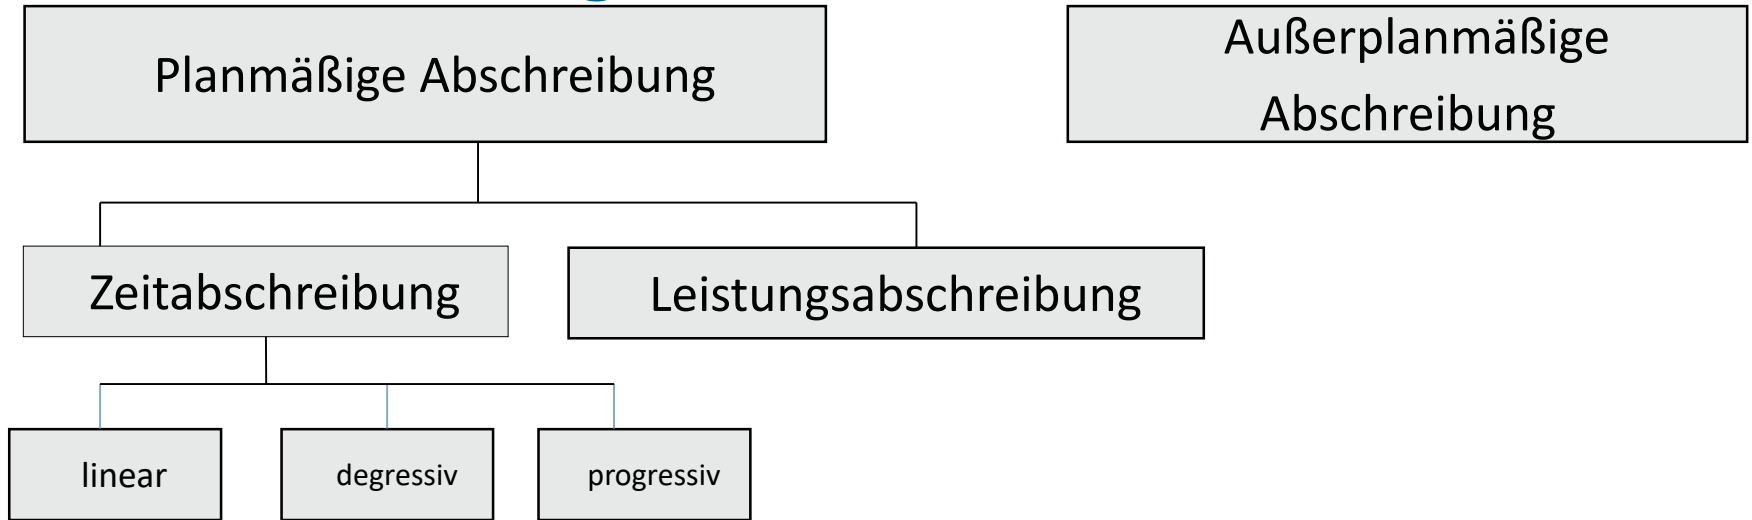 Planmäßige Abschreibung
Außerplanmäßige
Abschreibung
Zeitabschreibung
Leistungsabschreibung
linear
degressiv
progressiv